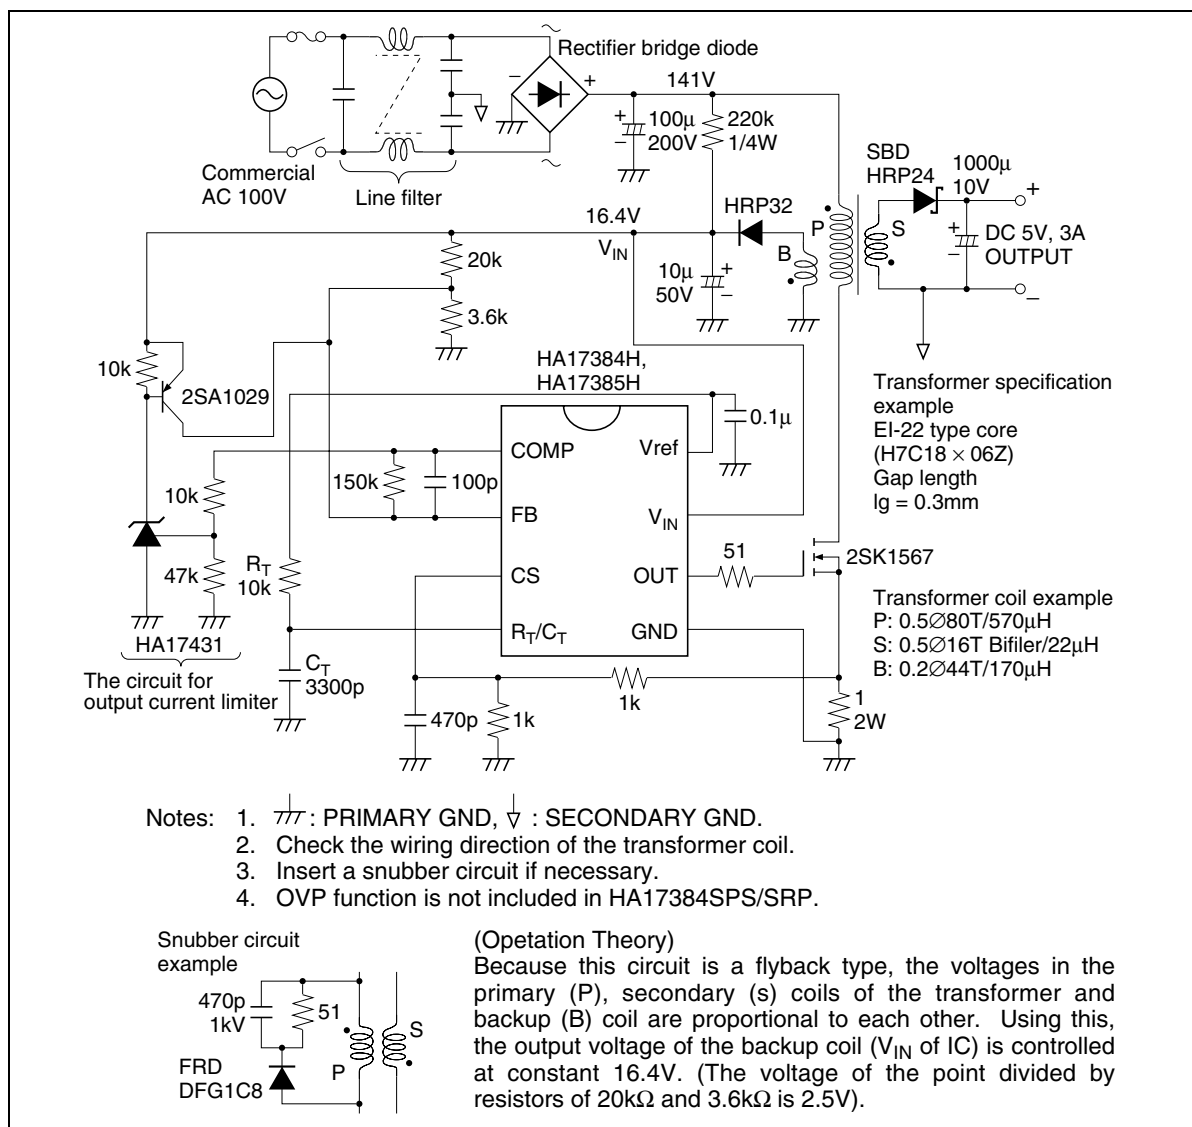 Rectifier bridge diode
141V
100µ
200V
220k
1/4W
Commercial
AC 100V
Line filter
SBD
HRP24
1000µ
10V
HRP32
16.4V
V_IN
P
S
B
DC 5V, 3A
OUTPUT
20k
10µ
50V
3.6k
10k
2SA1029
HA17384H,
HA17385H
0.1µ
Transformer specification
example
EI-22 type core
(H7C18 × 06Z)
Gap length
lg = 0.3mm
COMP
Vref
150k
100p
10k
FB
V_IN
47k
R_T
10k
CS
OUT
51
2SK1567
R_T/C_T
GND
Transformer coil example
P: 0.5∅80T/570µH
S: 0.5∅16T Bifiler/22µH
B: 0.2∅44T/170µH
HA17431
The circuit for
output current limiter
C_T
3300p
470p
1k
1k
1
2W
Notes: 1. : PRIMARY GND, : SECONDARY GND.
2. Check the wiring direction of the transformer coil.
3. Insert a snubber circuit if necessary.
4. OVP function is not included in HA17384SPS/SRP.
Snubber circuit
example
470p
1kV
51
P
S
FRD
DFG1C8
(Opetation Theory)
Because this circuit is a flyback type, the voltages in the
primary (P), secondary (s) coils of the transformer and
backup (B) coil are proportional to each other. Using this,
the output voltage of the backup coil (V_IN of IC) is controlled
at constant 16.4V. (The voltage of the point divided by
resistors of 20kΩ and 3.6kΩ is 2.5V).